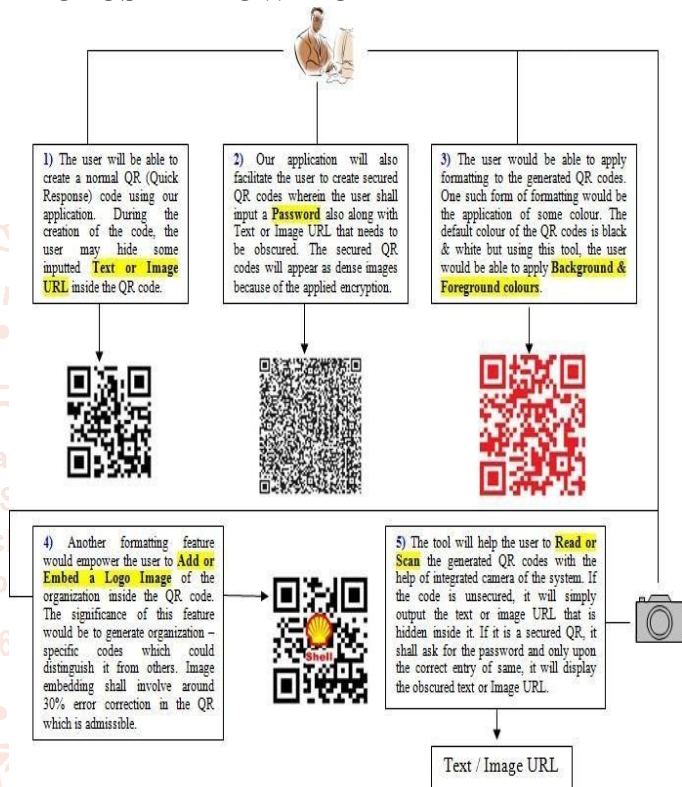 1) The user will be able to
create a normal QR (Quick
Response) code using our
application. During the
creation of the code, the
user may hide some
inputted Text or Image
URL inside the QR code.
2) Our application will also
facilitate the user to create secured
QR codes wherein the user shall
input a Password also along with
Text or Image URL that needs to
be obscured. The secured QR
codes will appear as dense images
because of the applied encryption.
3) The user would be able to apply
formatting to the generated QR codes.
One such form of formatting would be
the application of some colour. The
default colour of the QR codes is black
& white but using this tool, the user
would be able to apply Background &
Foreground colours.
4) Another formatting feature
would empower the user to Add or
Embed a Logo Image of the
organization inside the QR code.
The significance of this feature
would be to generate organization –
specific codes which could
distinguish it from others. Image
embedding shall involve around
30% error correction in the QR
which is admissible.
Shell
5) The tool will help the user to Read or
Scan the generated QR codes with the
help of integrated camera of the system. If
the code is unsecured, it will simply
output the text or image URL that is
hidden inside it. If it is a secured QR, it
shall ask for the password and only upon
the correct entry of same, it will display
the obscured text or Image URL.
Text / Image URL